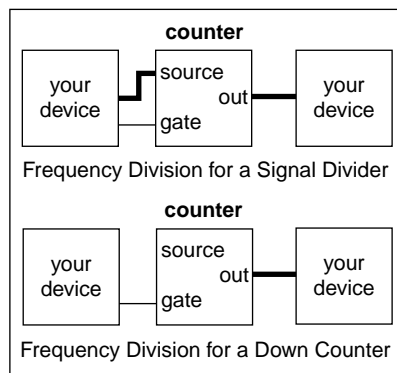 counter
your device
source
out
gate
your device
Frequency Division for a Signal Divider
counter
your device
source
out
gate
your device
Frequency Division for a Down Counter